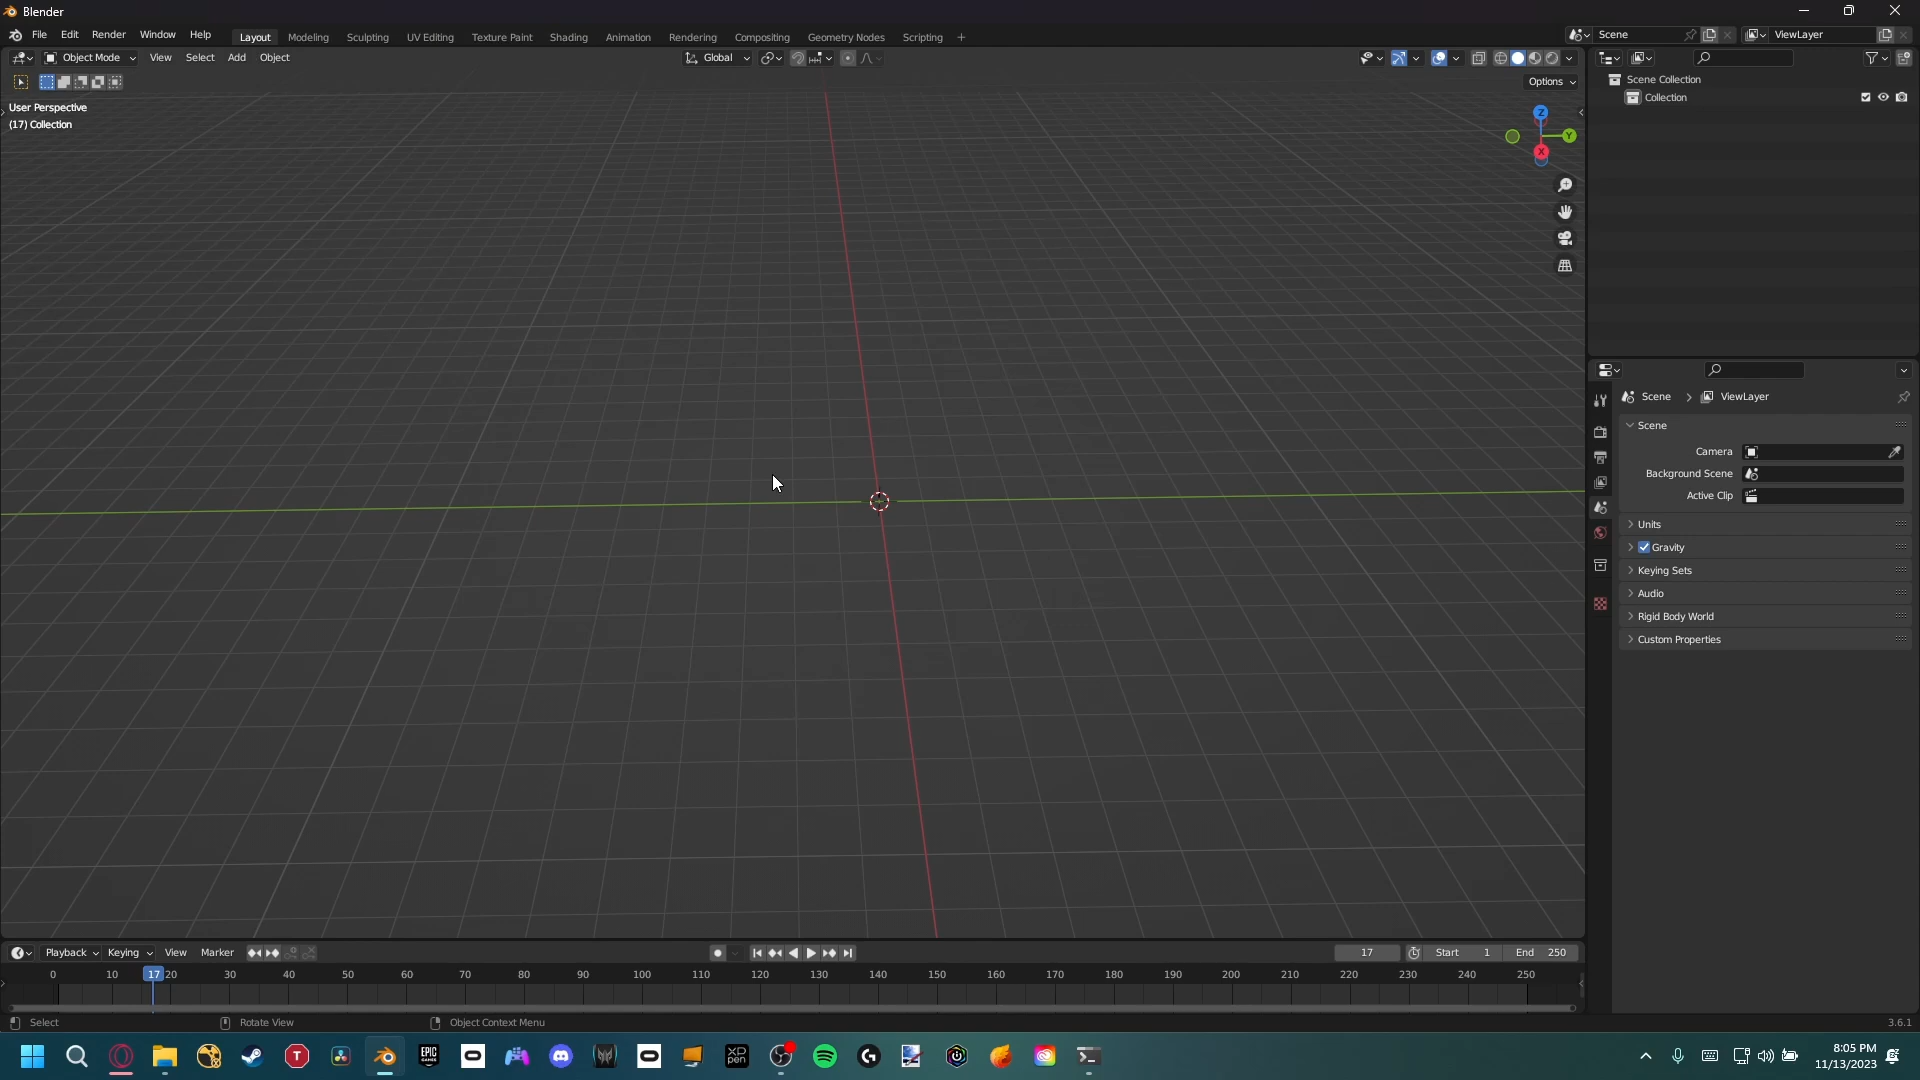 Blender
File Edit Render Window Help Layout Modeling Sculpting UV Editing Texture Paint Shading Animation Rendering Compositing Geometry Nodes Scripting + Scene ViewLayer
Object Mode View Select Add Object Global
Options
User Perspective
(17) Collection
Z
Y
X
Scene Collection
Collection
Scene ViewLayer
Scene
Camera
Background Scene
Active Clip
Units
Gravity
Keying Sets
Audio
Rigid Body World
Custom Properties
Playback Keying View Marker 17 Start 1 End 250
0 10 17 20 30 40 50 60 70 80 90 100 110 120 130 140 150 160 170 180 190 200 210 220 230 240 250
Select Rotate View Object Context Menu 3.6.1
T
EPIC GAMES
XP PEN
8:05 PM
11/13/2023